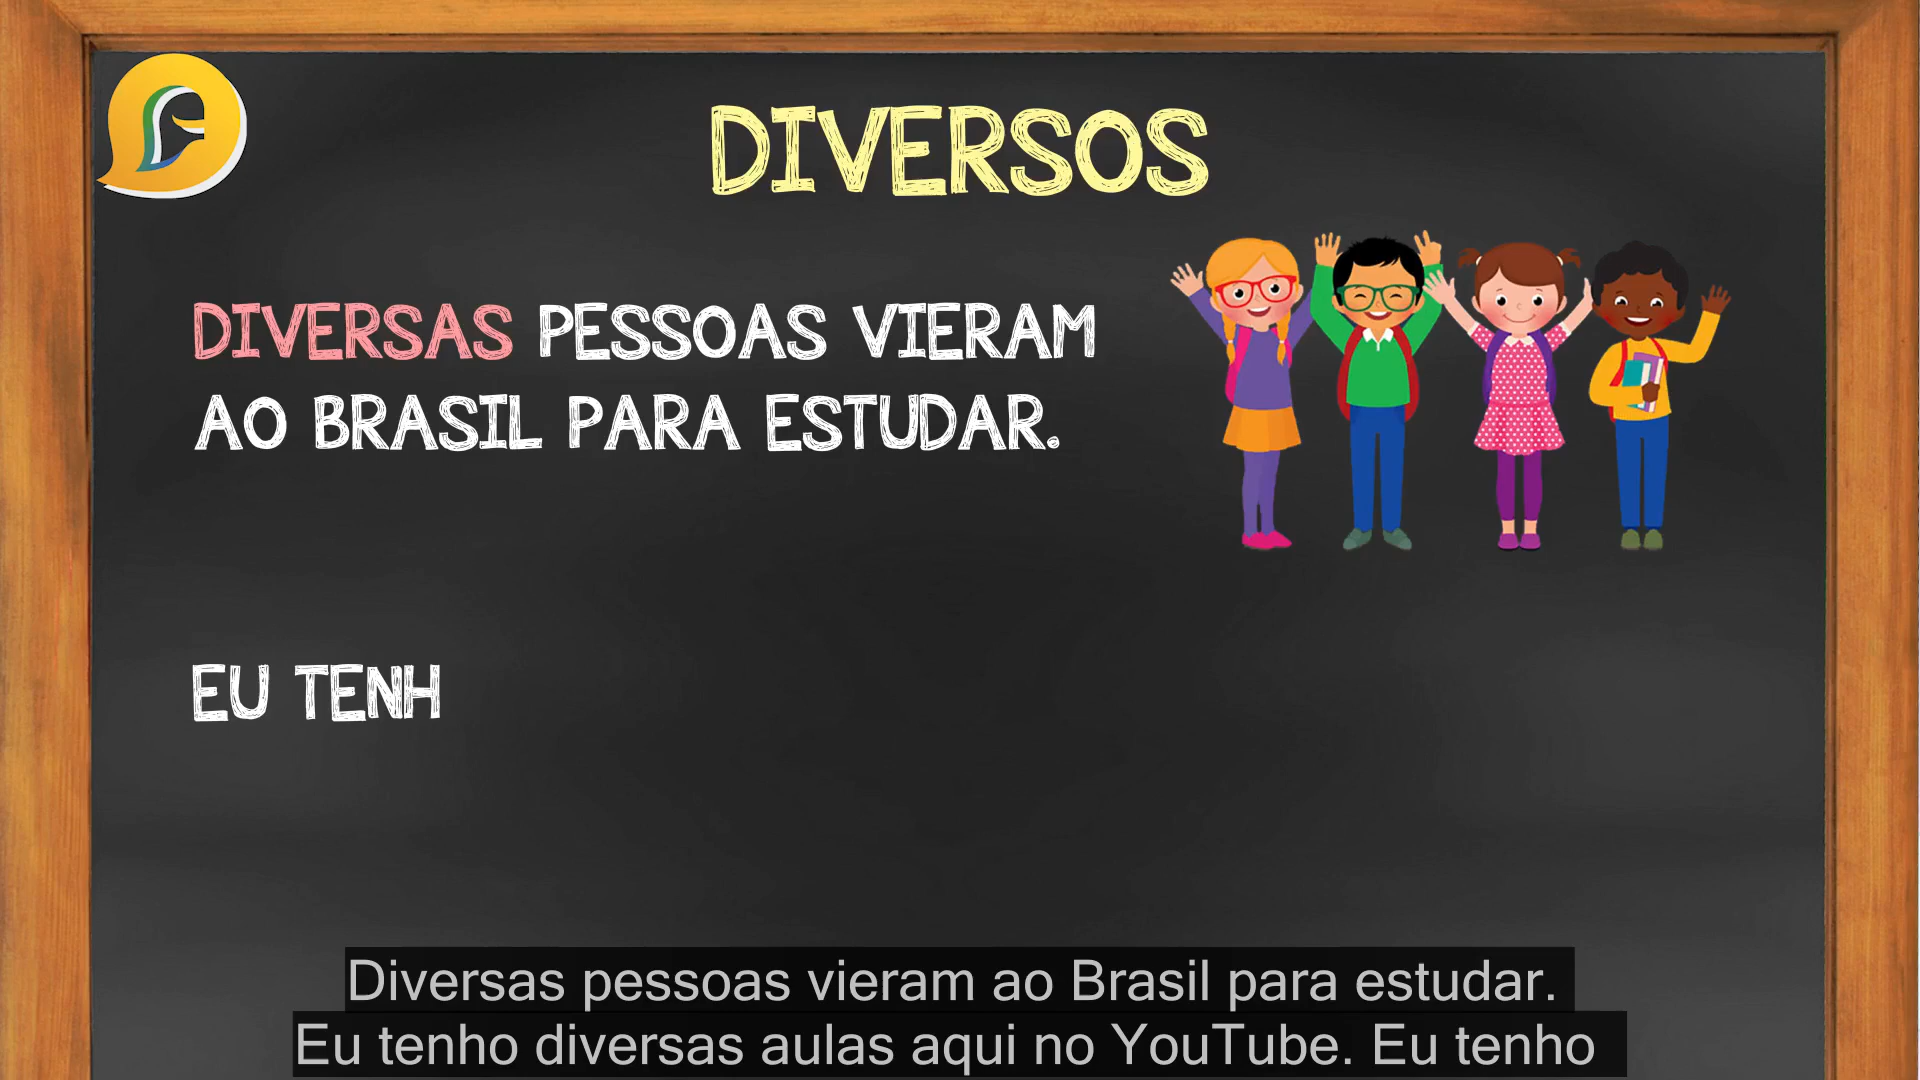 DIVERSOS
DIVERSAS PESSOAS VIERAM
AO BRASIL PARA ESTUDAR.
EU TENH
Diversas pessoas vieram ao Brasil para estudar.
Eu tenho diversas aulas aqui no YouTube. Eu tenho